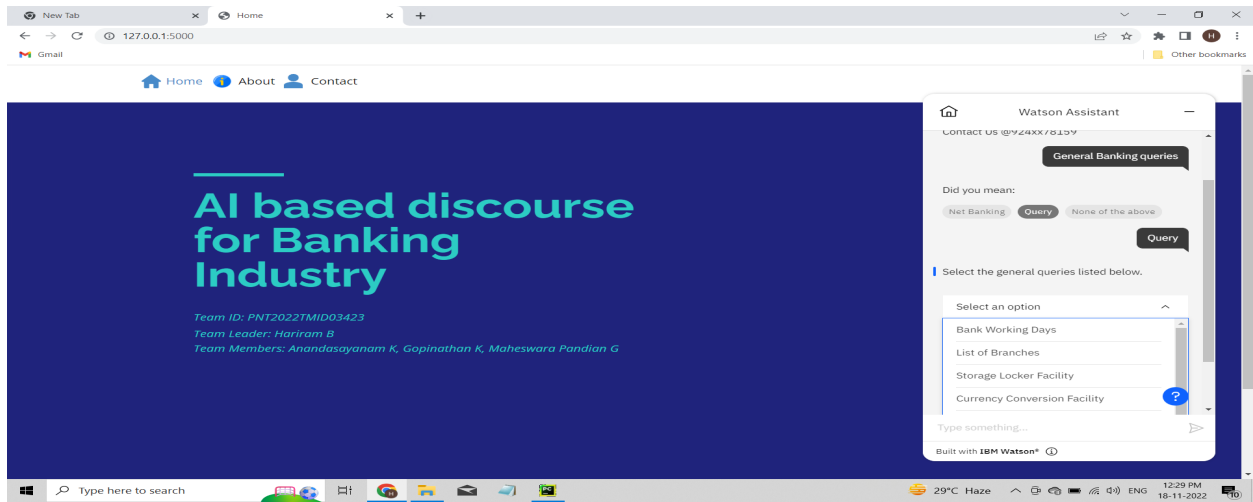 New Tab
Home
127.0.0.1:5000
H
Gmail
Other bookmarks
Home About Contact
AI based discourse
for Banking
Industry
Team ID: PNT2022TMID03423
Team Leader: Hariram B
Team Members: Anandasayanam K, Gopinathan K, Maheswara Pandian G
Watson Assistant
Contact Us @924xx78159
General Banking queries
Did you mean:
Net Banking Query None of the above
Query
Select the general queries listed below.
Select an option
Bank Working Days
List of Branches
Storage Locker Facility
Currency Conversion Facility
?
Type something...
Built with IBM Watson®
Type here to search
29°C Haze
ENG
12:29 PM
18-11-2022
10